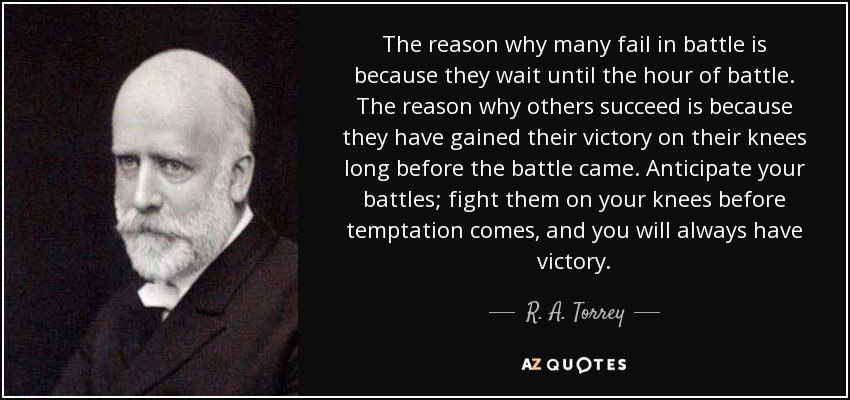 The reason why many fail in battle is
because they wait until the hour of battle.
The reason why others succeed is because
they have gained their victory on their knees
long before the battle came. Anticipate your
battles; fight them on your knees before
temptation comes, and you will always have
victory.
R. A. Torrey
AZ QUOTES